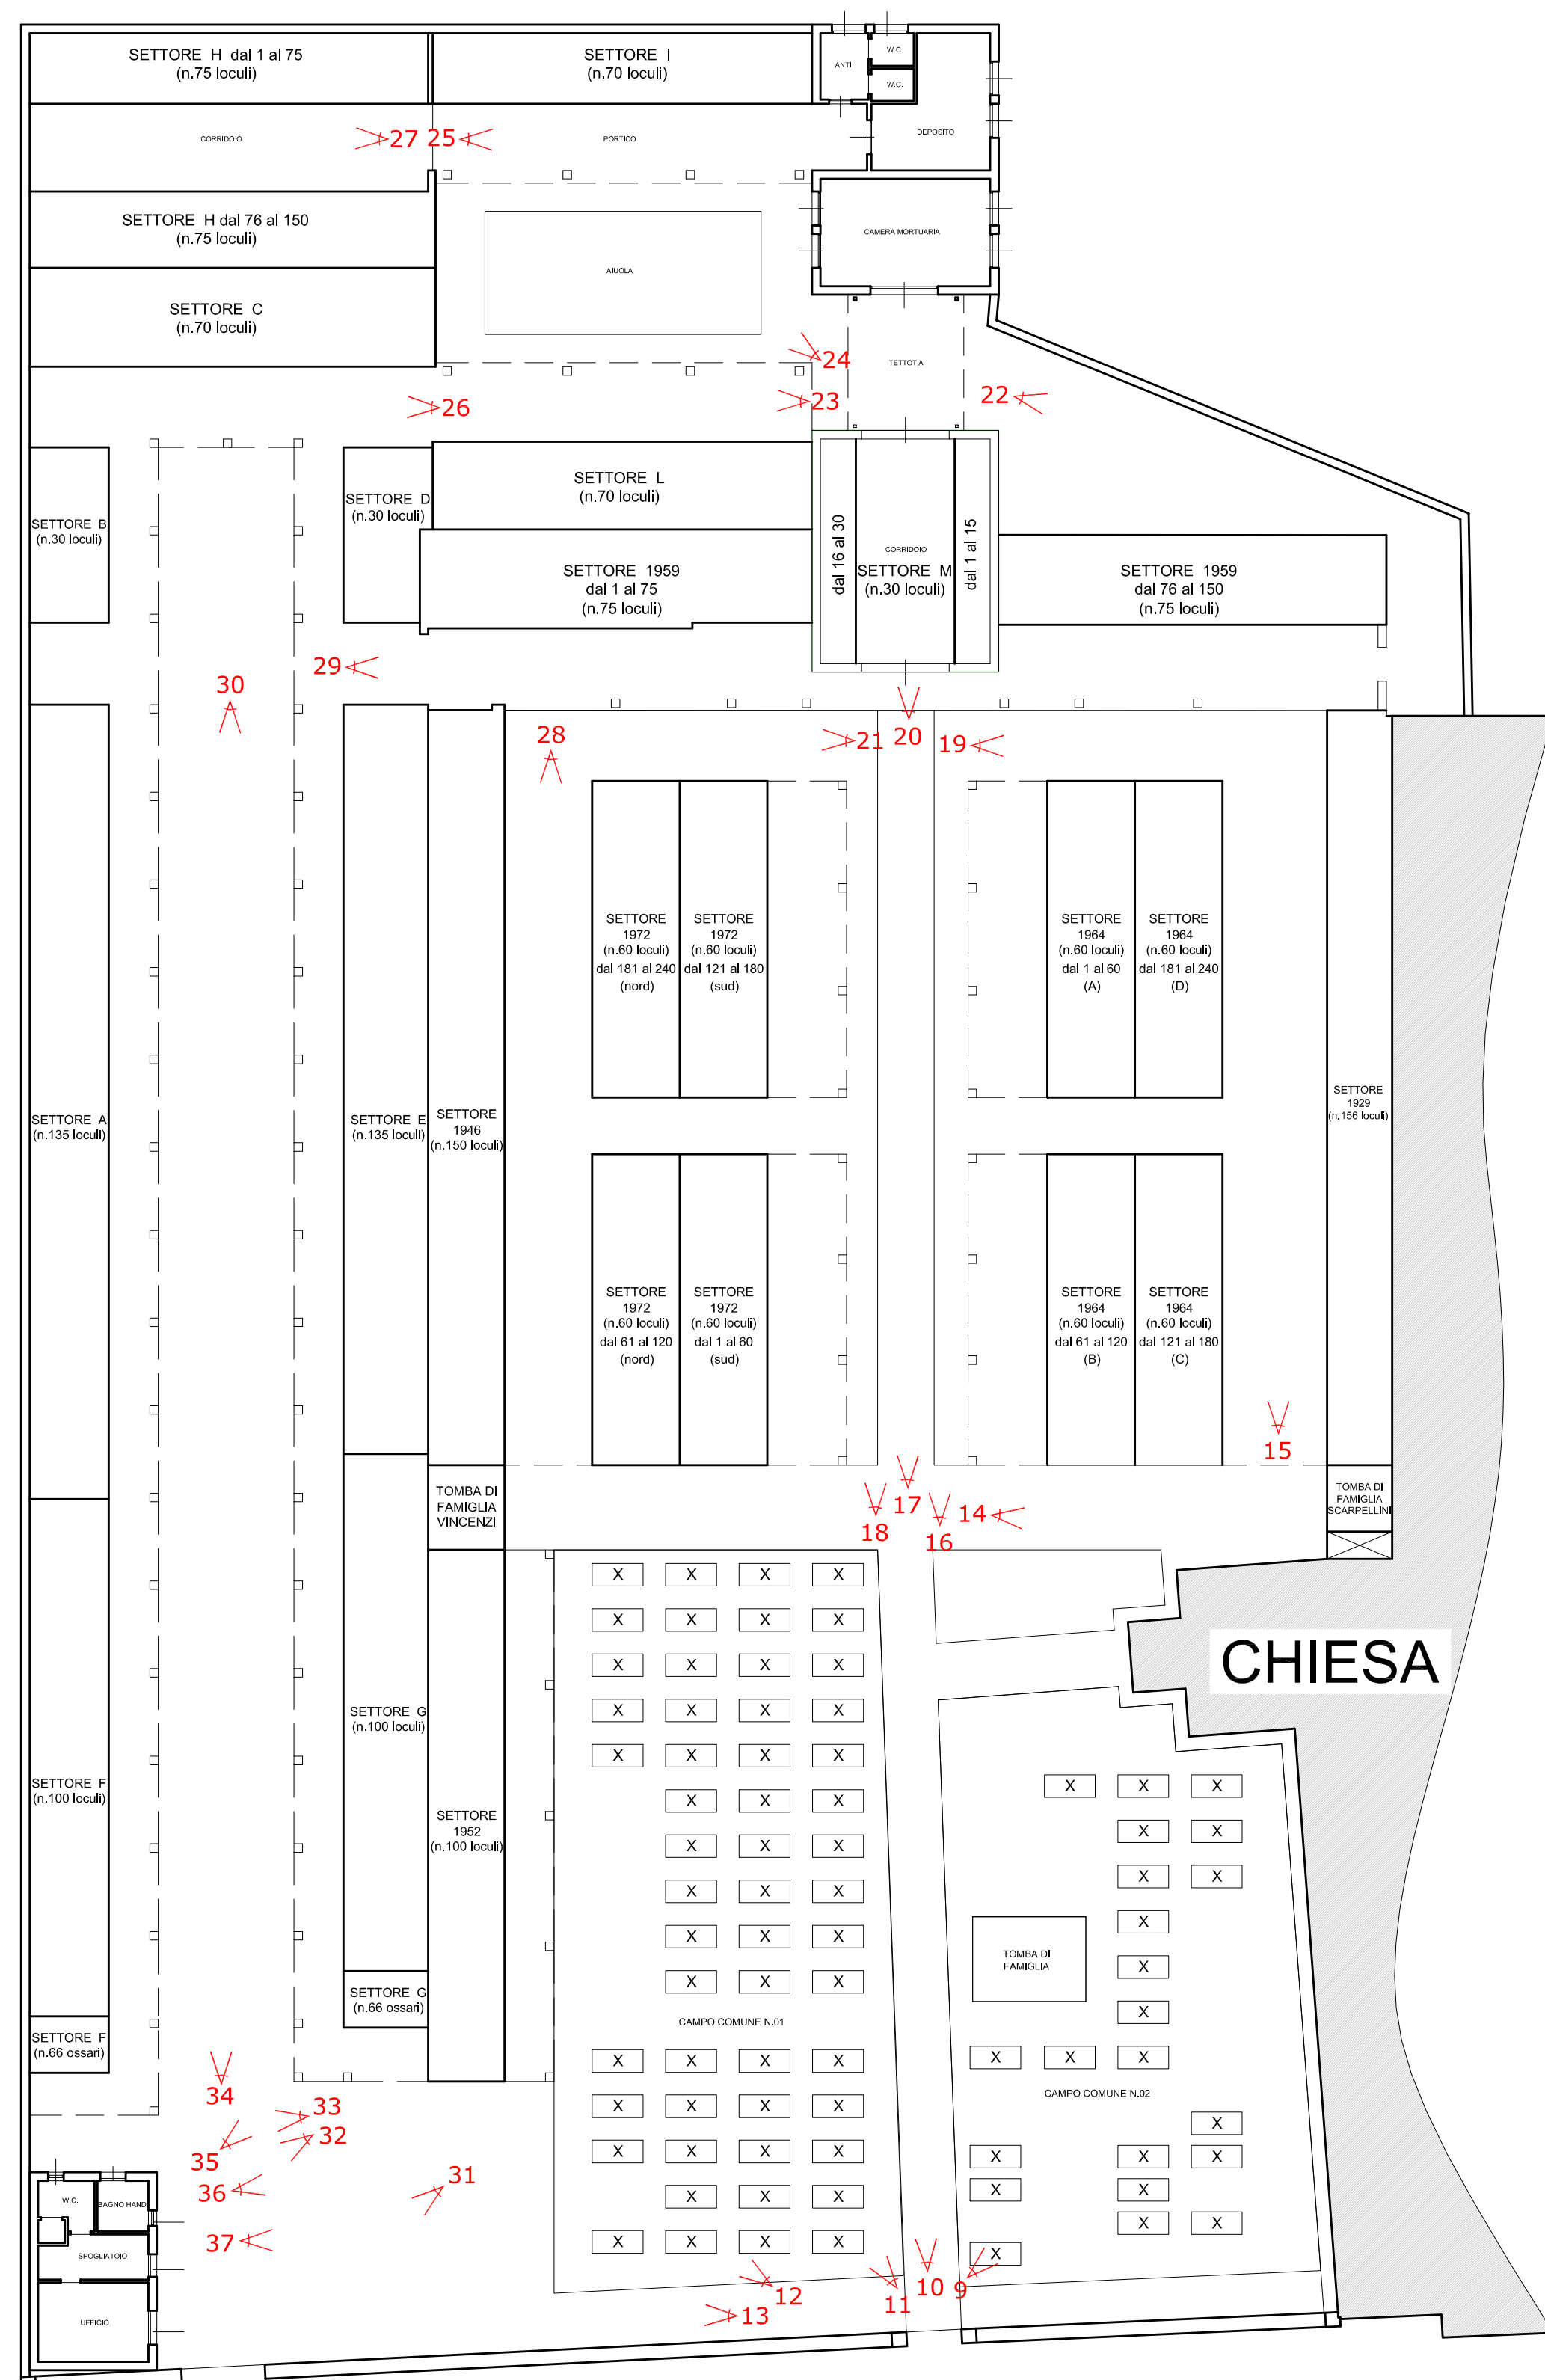 SETTORE H dal 1 al 75
(n.75 loculi)
SETTORE I
(n.70 loculi)
ANTI
W.C.
W.C.
DEPOSITO
CORRIDOIO
27
25
PORTICO
SETTORE H dal 76 al 150
(n.75 loculi)
CAMERA MORTUARIA
AIUOLA
SETTORE C
(n.70 loculi)
24
TETTOTIA
26
23
22
SETTORE B
(n.30 loculi)
SETTORE D
(n.30 loculi)
SETTORE L
(n.70 loculi)
SETTORE 1959
dal 1 al 75
(n.75 loculi)
dal 16 al 30
CORRIDOIO
SETTORE M
(n.30 loculi)
dal 1 al 15
SETTORE 1959
dal 76 al 150
(n.75 loculi)
29
30
28
21
20
19
SETTORE
1972
(n.60 loculi)
dal 181 al 240
(nord)
SETTORE
1972
(n.60 loculi)
dal 121 al 180
(sud)
SETTORE
1964
(n.60 loculi)
dal 1 al 60
(A)
SETTORE
1964
(n.60 loculi)
dal 181 al 240
(D)
SETTORE A
(n.135 loculi)
SETTORE E
(n.135 loculi)
SETTORE
1946
(n.150 loculi)
SETTORE
1929
(n.156 loculi)
SETTORE
1972
(n.60 loculi)
dal 61 al 120
(nord)
SETTORE
1972
(n.60 loculi)
dal 1 al 60
(sud)
SETTORE
1964
(n.60 loculi)
dal 61 al 120
(B)
SETTORE
1964
(n.60 loculi)
dal 121 al 180
(C)
15
TOMBA DI
FAMIGLIA
VINCENZI
17
18
16
14
TOMBA DI
FAMIGLIA
SCARPELLINI
X X X X
X X X X
X X X X
X X X X
X X X X
X X X
X X X
X X X
X X X
X X X
CHIESA
SETTORE F
(n.100 loculi)
SETTORE G
(n.100 loculi)
SETTORE
1952
(n.100 loculi)
X X X
X X
X X
X
X
X
X X X
TOMBA DI
FAMIGLIA
SETTORE G
(n.66 ossari)
SETTORE F
(n.66 ossari)
CAMPO COMUNE N.01
X X X X
X X X X
X X X X
X X X
X X X X
CAMPO COMUNE N.02
X
X X X
X X
X X
X
34
33
32
35
36
31
37
W.C.
BAGNO HAND
SPOGLIATOIO
UFFICIO
13
12
11
10
9